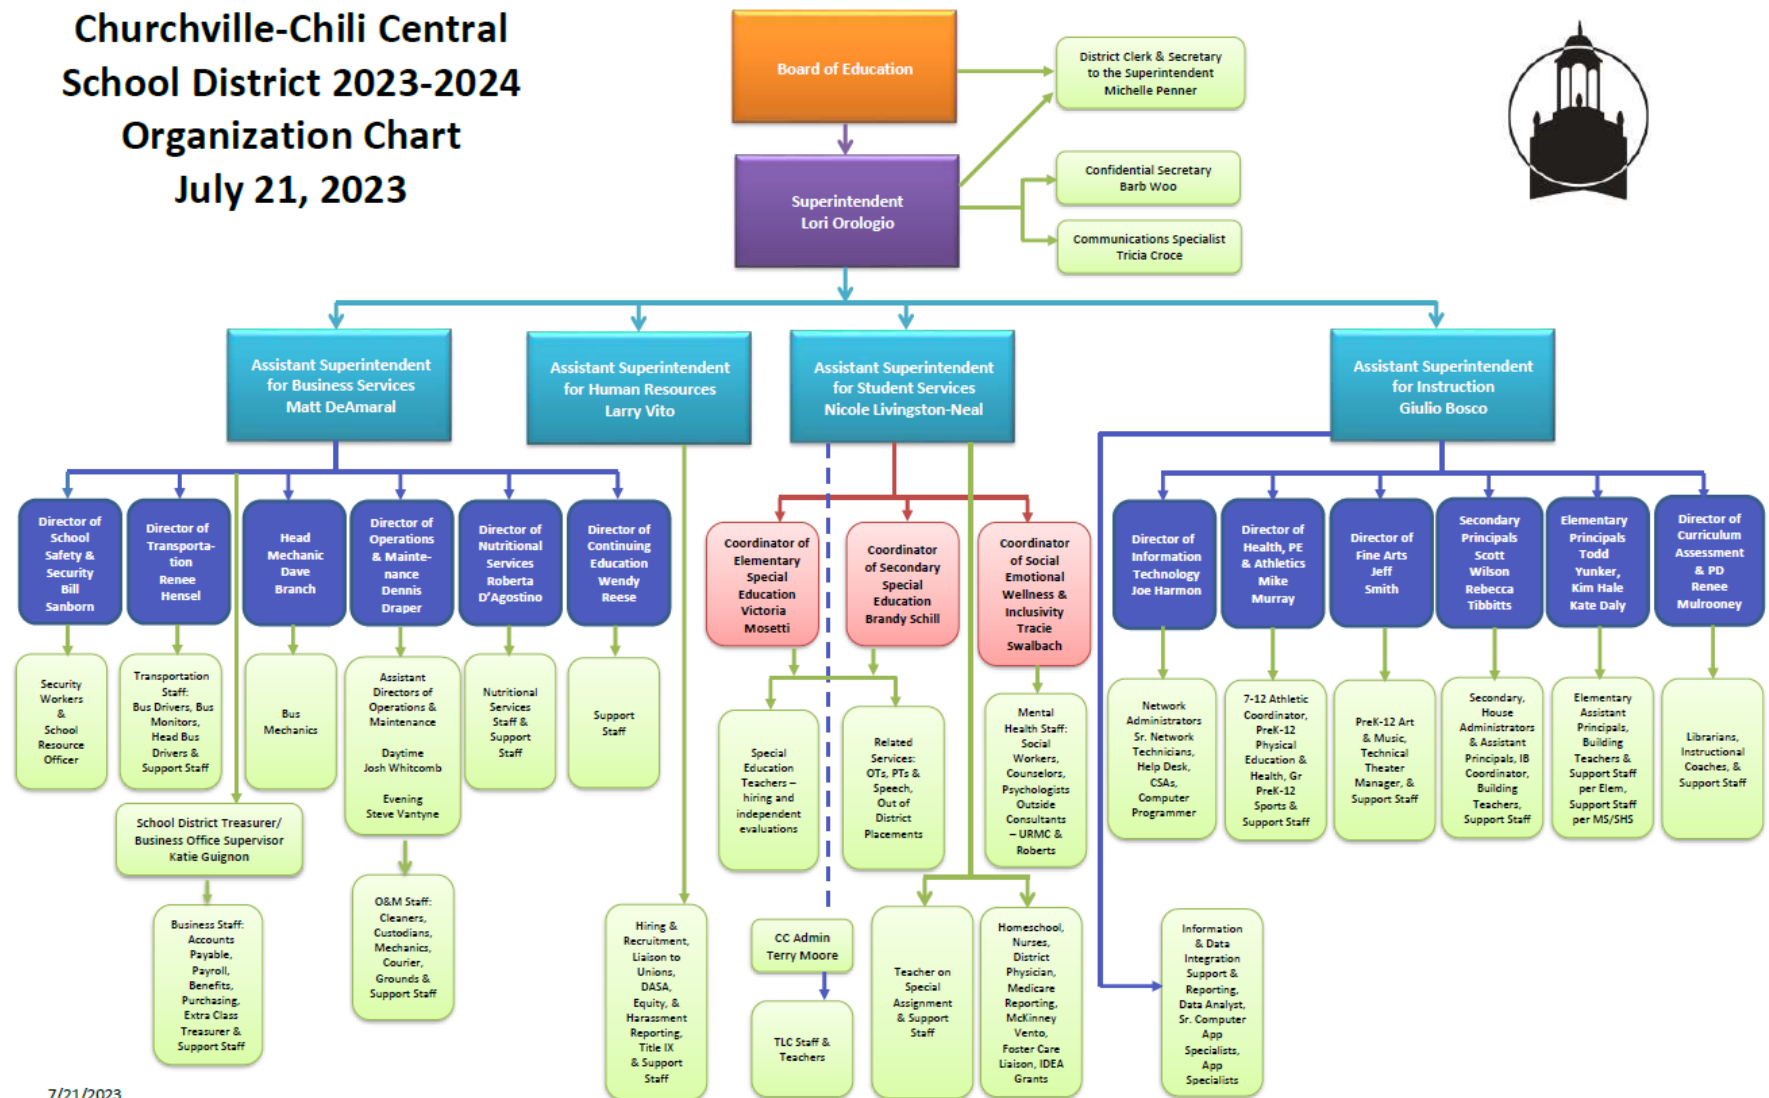 Churchville-Chili Central
School District 2023-2024
Organization Chart
July 21, 2023
Board of Education
District Clerk & Secretary
to the Superintendent
Michelle Penner
Superintendent
Lori Orologio
Confidential Secretary
Barb Woo
Communications Specialist
Tricia Croce
Assistant Superintendent
for Business Services
Matt DeAmaral
Assistant Superintendent
for Human Resources
Larry Vito
Assistant Superintendent
for Student Services
Nicole Livingston-Neal
Assistant Superintendent
for Instruction
Giulio Bosco
Director of
School
Safety &
Security
Bill
Sanborn
Director of
Transporta-
tion
Renee
Hensel
Head
Mechanic
Dave
Branch
Director of
Operations
& Mainte-
nance
Dennis
Draper
Director of
Nutritional
Services
Roberta
D'Agostino
Director of
Continuing
Education
Wendy
Reese
Coordinator of
Elementary
Special
Education
Victoria
Mosetti
Coordinator
of Secondary
Special
Education
Brandy Schill
Coordinator
of Social
Emotional
Wellness &
Inclusivity
Tracie
Swalbach
Director of
Information
Technology
Joe Harmon
Director of
Health, PE
& Athletics
Mike
Murray
Director of
Fine Arts
Jeff
Smith
Secondary
Principals
Scott
Wilson
Rebecca
Tibbitts
Elementary
Principals
Todd
Yunker,
Kim Hale
Kate Daly
Director of
Curriculum
Assessment
& PD
Renee
Mulrooney
Security
Workers
&
School
Resource
Officer
Transportation
Staff:
Bus Drivers, Bus
Monitors,
Head Bus
Drivers &
Support Staff
Bus
Mechanics
Assistant
Directors of
Operations &
Maintenance
Daytime
Josh Whitcomb
Evening
Steve Vantyne
Nutritional
Services
Staff &
Support
Staff
Support
Staff
Special
Education
Teachers –
hiring and
independent
evaluations
Related
Services:
OTs, PTs &
Speech,
Out of
District
Placements
Mental
Health Staff:
Social
Workers,
Counselors,
Psychologists
Outside
Consultants
– URMC &
Roberts
Network
Administrators
Sr. Network
Technicians,
Help Desk,
CSAs,
Computer
Programmer
7-12 Athletic
Coordinator,
PreK-12
Physical
Education &
Health, Gr
PreK-12
Sports &
Support Staff
PreK-12 Art
& Music,
Technical
Theater
Manager, &
Support Staff
Secondary,
House
Administrators
& Assistant
Principals, IB
Coordinator,
Building
Teachers,
Support Staff
Elementary
Assistant
Principals,
Building
Teachers &
Support Staff
per Elem,
Support Staff
per MS/SHS
Librarians,
Instructional
Coaches, &
Support Staff
School District Treasurer/
Business Office Supervisor
Katie Guignon
Business Staff:
Accounts
Payable,
Payroll,
Benefits,
Purchasing,
Extra Class
Treasurer &
Support Staff
O&M Staff:
Cleaners,
Custodians,
Mechanics,
Courier,
Grounds &
Support Staff
Hiring &
Recruitment,
Liaison to
Unions,
DASA,
Equity, &
Harassment
Reporting,
Title IX
& Support
Staff
CC Admin
Terry Moore
TLC Staff &
Teachers
Teacher on
Special
Assignment
& Support
Staff
Homeschool,
Nurses,
District
Physician,
Medicare
Reporting,
McKinney
Vento,
Foster Care
Liaison, IDEA
Grants
Information
& Data
Integration
Support &
Reporting,
Data Analyst,
Sr. Computer
App
Specialists,
App
Specialists
7/21/2023